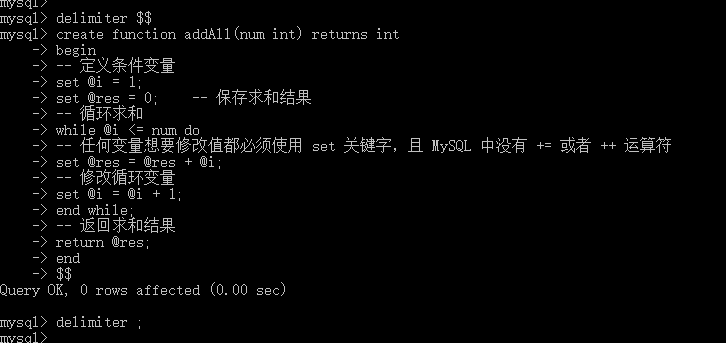 mysql>
mysql> delimiter $$
mysql> create function addAll(num int) returns int
    -> begin
    -> -- 定义条件变量
    -> set @i = 1;
    -> set @res = 0;    -- 保存求和结果
    -> -- 循环求和
    -> while @i <= num do
    -> -- 任何变量想要修改值都必须使用 set 关键字，且 MySQL 中没有 += 或者 ++ 运算符
    -> set @res = @res + @i;
    -> -- 修改循环变量
    -> set @i = @i + 1;
    -> end while;
    -> -- 返回求和结果
    -> return @res;
    -> end
    -> $$
Query OK, 0 rows affected (0.00 sec)
mysql> delimiter ;
mysql>